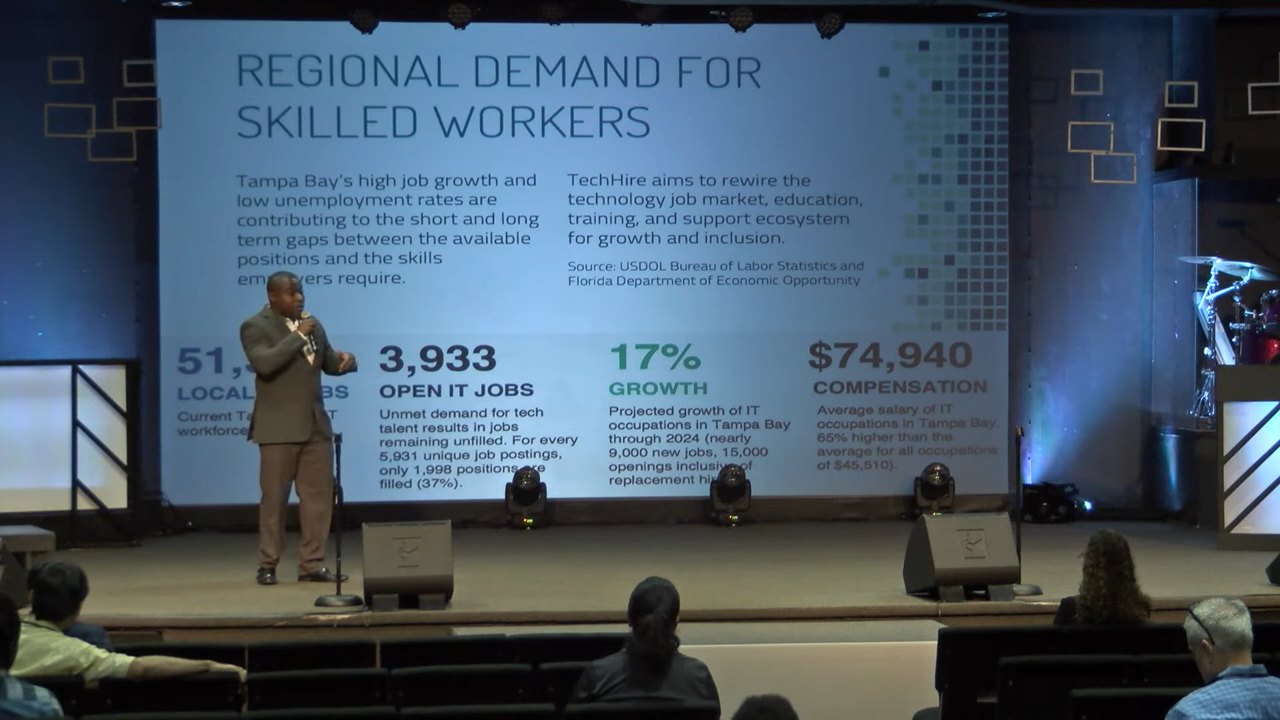 REGIONAL DEMAND FOR
SKILLED WORKERS
Tampa Bay's high job growth and
low unemployment rates are
contributing to the short and long
term gaps between the available
positions and the skills
require.
TechHire aims to rewire the
technology job market, education,
training, and support ecosystem
for growth and inclusion.
Source: USDOL Bureau of Labor Statistics and
Florida Department of Economic Opportunity
LOCAL
Current
workforce
3,933
OPEN IT JOBS
Unmet demand for tech
talent results in jobs
remaining unfilled. For every
5,931 unique job postings,
only 1,998 positions are
filled (37%).
17%
GROWTH
Projected growth of IT
occupations in Tampa Bay
through 2024 (nearly
9,000 new jobs, 15,000
openings inclusive of
replacement
$74,940
COMPENSATION
Average salary of IT
occupations in Tampa Bay,
65% higher than the
average for all occupations
of $45,510).